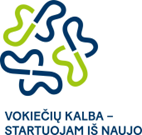 VOKIEČIŲ KALBA –
STARTUOJAM IŠ NAUJO